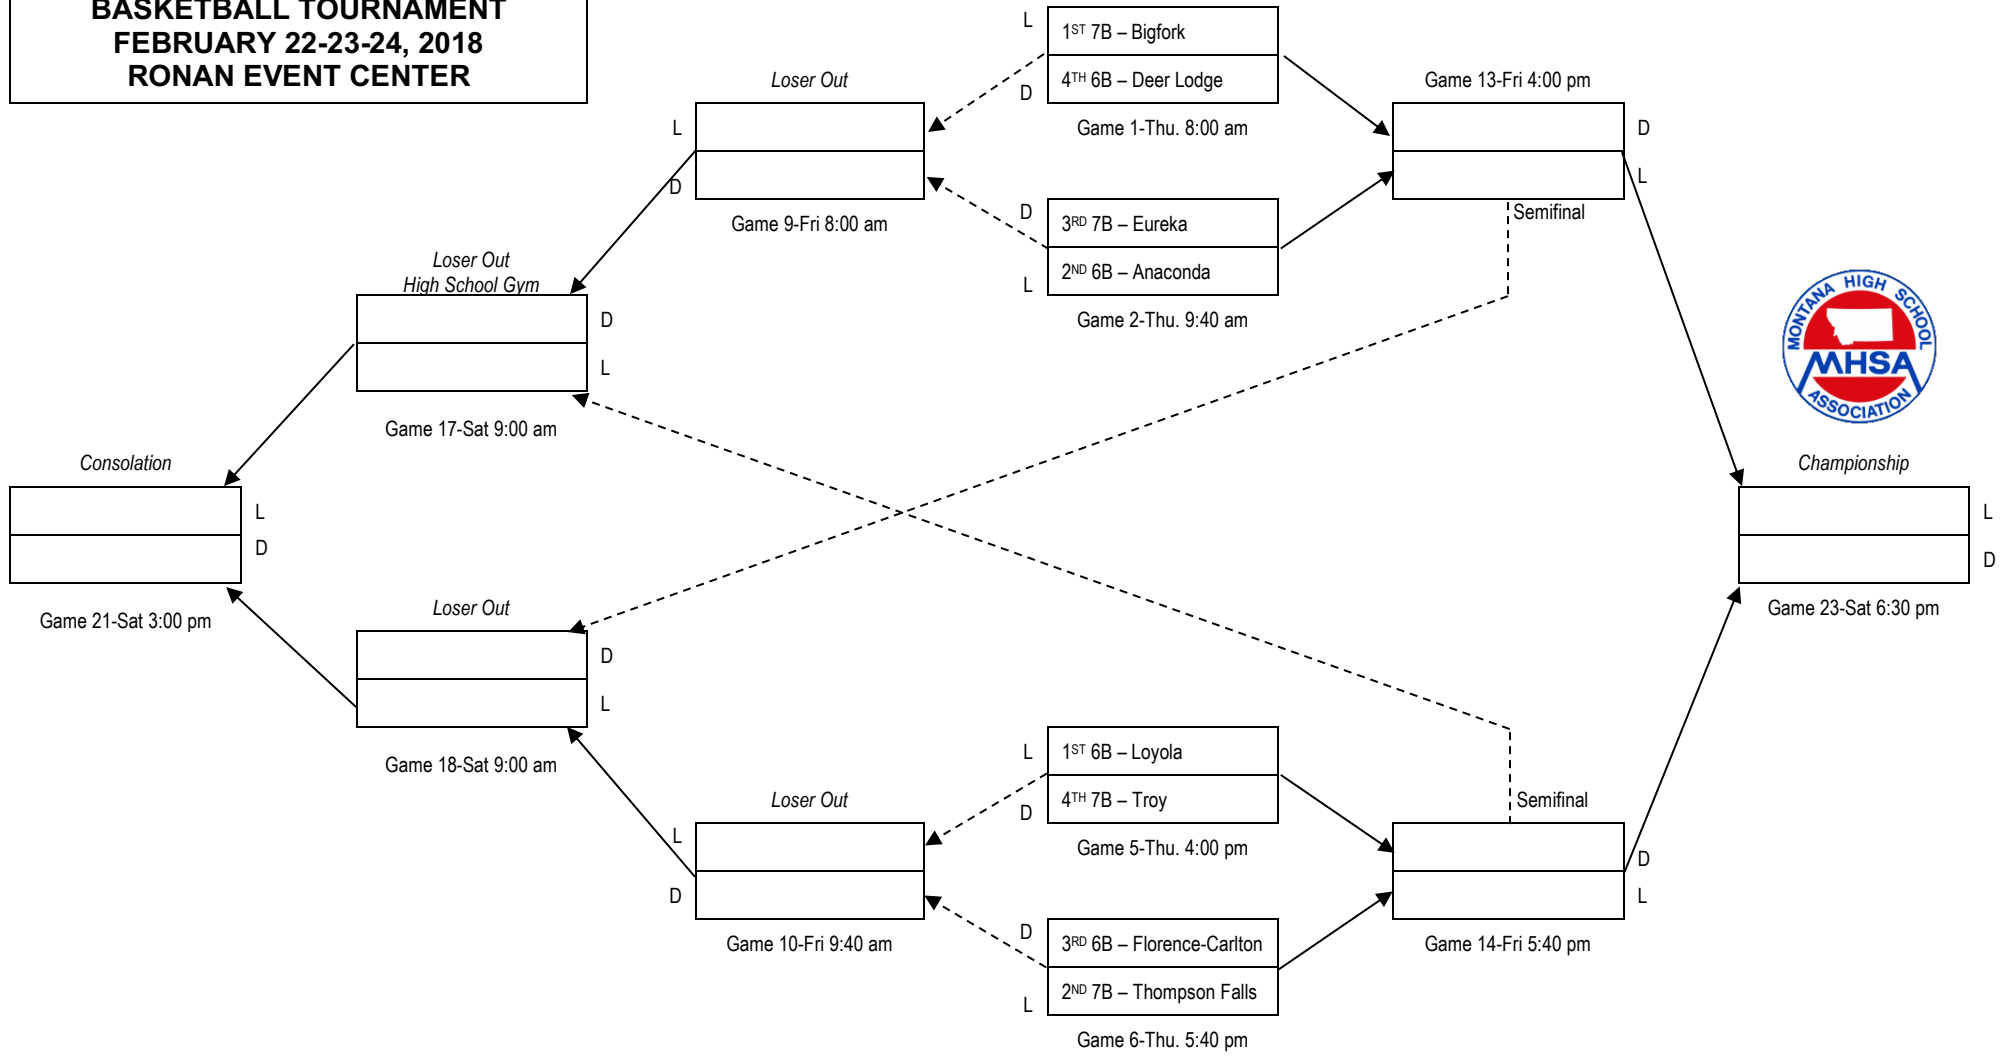 BASKETBALL TOURNAMENT
FEBRUARY 22-23-24, 2018
RONAN EVENT CENTER
L
1ST 7B – Bigfork
4TH 6B – Deer Lodge
D
Game 1-Thu. 8:00 am
Loser Out
L
D
Game 9-Fri 8:00 am
D
3RD 7B – Eureka
2ND 6B – Anaconda
L
Game 2-Thu. 9:40 am
Game 13-Fri 4:00 pm
D
L
Semifinal
Loser Out
High School Gym
D
L
Game 17-Sat 9:00 am
MONTANA HIGH SCHOOL
MHSA
ASSOCIATION
Consolation
L
D
Game 21-Sat 3:00 pm
Championship
L
D
Game 23-Sat 6:30 pm
Loser Out
D
L
Game 18-Sat 9:00 am
Loser Out
L
D
Game 10-Fri 9:40 am
L
1ST 6B – Loyola
4TH 7B – Troy
D
Game 5-Thu. 4:00 pm
D
3RD 6B – Florence-Carlton
2ND 7B – Thompson Falls
L
Game 6-Thu. 5:40 pm
Semifinal
D
L
Game 14-Fri 5:40 pm